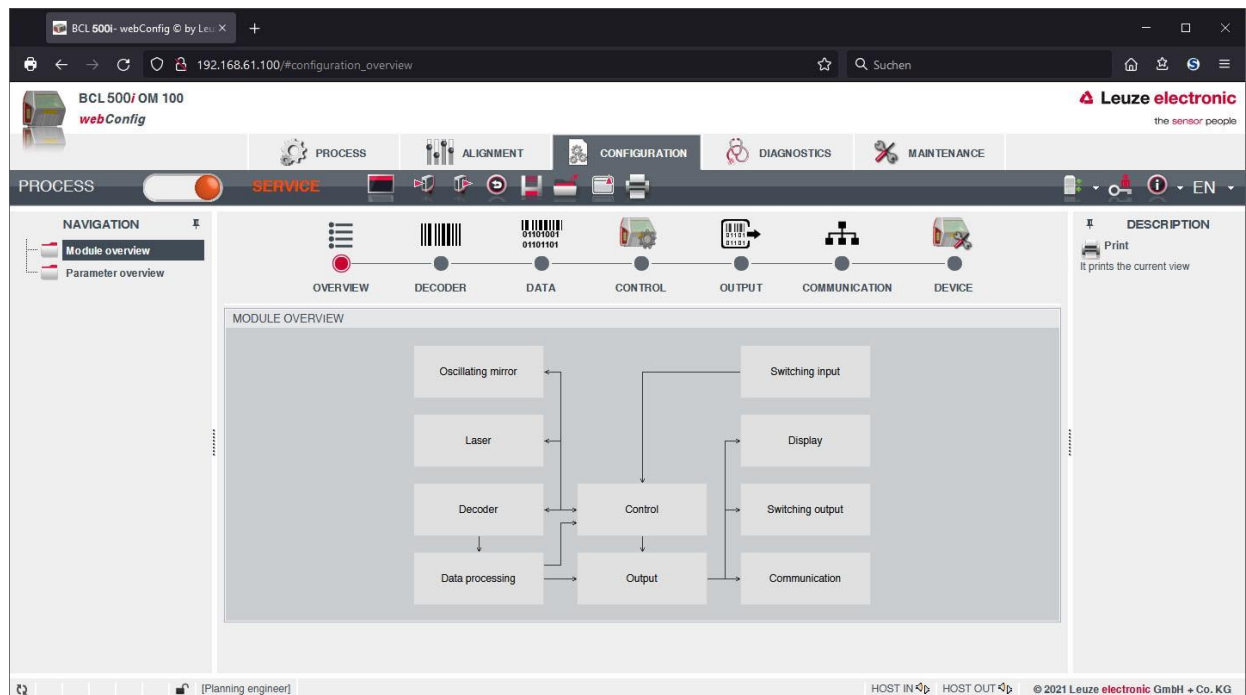 BCL 500i- webConfig © by Leu
192.168.61.100/#configuration_overview
Suchen
BCL 500i OM 100
webConfig
Leuze electronic
the sensor people
PROCESS
ALIGNMENT
CONFIGURATION
DIAGNOSTICS
MAINTENANCE
PROCESS
SERVICE
EN
NAVIGATION
Module overview
Parameter overview
01101001
01101101
OVERVIEW
DECODER
DATA
CONTROL
OUTPUT
COMMUNICATION
DEVICE
MODULE OVERVIEW
Oscillating mirror
Switching input
Laser
Display
Decoder
Control
Switching output
Data processing
Output
Communication
DESCRIPTION
Print
It prints the current view
[Planning engineer]
HOST IN
HOST OUT
© 2021 Leuze electronic GmbH + Co. KG